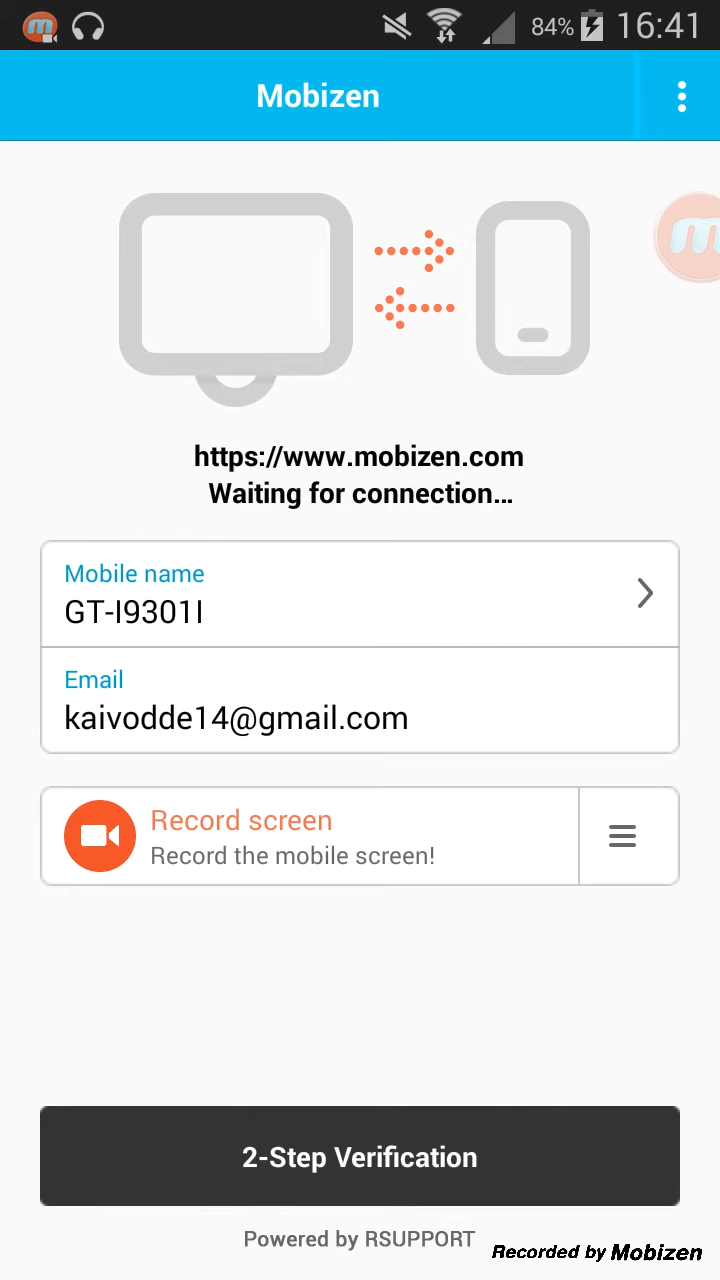 84% 16:41
Mobizen
m
https://www.mobizen.com
Waiting for connection...
Mobile name
GT-I9301I
Email
kaivodde14@gmail.com
Record screen
Record the mobile screen!
2-Step Verification
Powered by RSUPPORT
Recorded by Mobizen